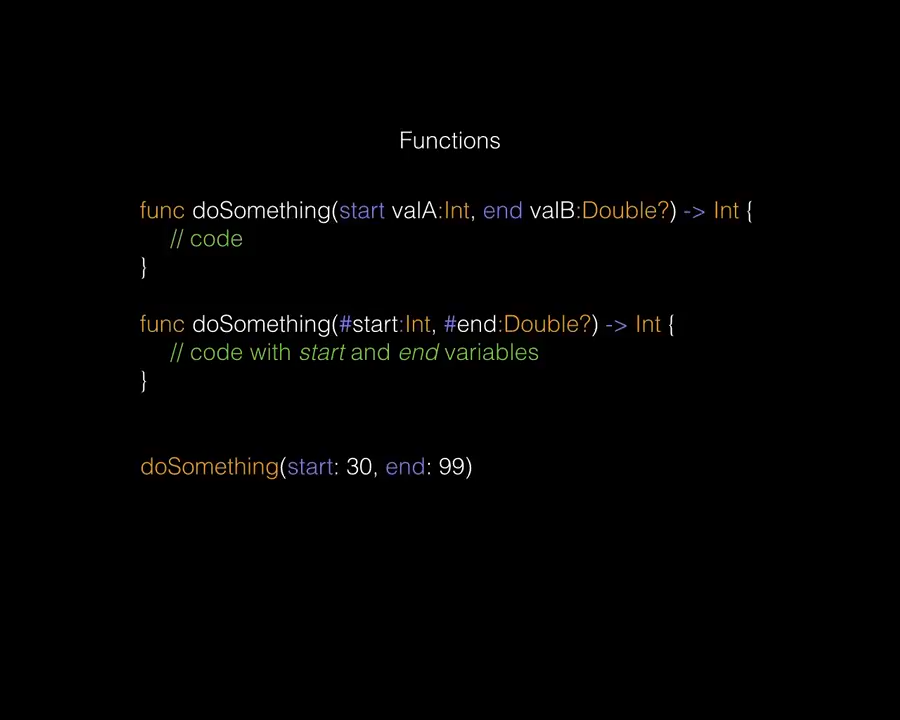 Functions
func doSomething(start valA:Int, end valB:Double?) -> Int {
// code
}
func doSomething(#start:Int, #end:Double?) -> Int {
// code with start and end variables
}
doSomething(start: 30, end: 99)